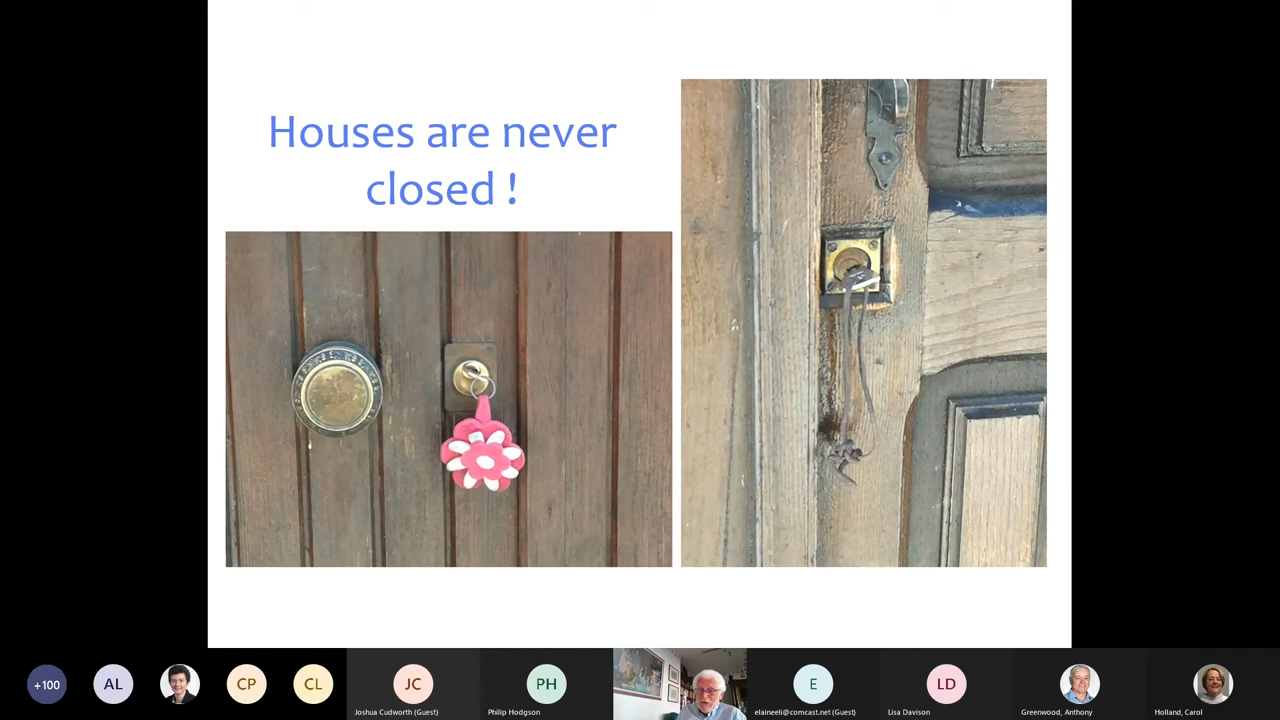 Houses are never
closed !
+100
AL
CP
CL
JC
PH
E
LD
Joshua Cudworth (Guest)
Philip Hodgson
elaineeli@comcast.net (Guest)
Lisa Davison
Greenwood, Anthony
Holland, Carol